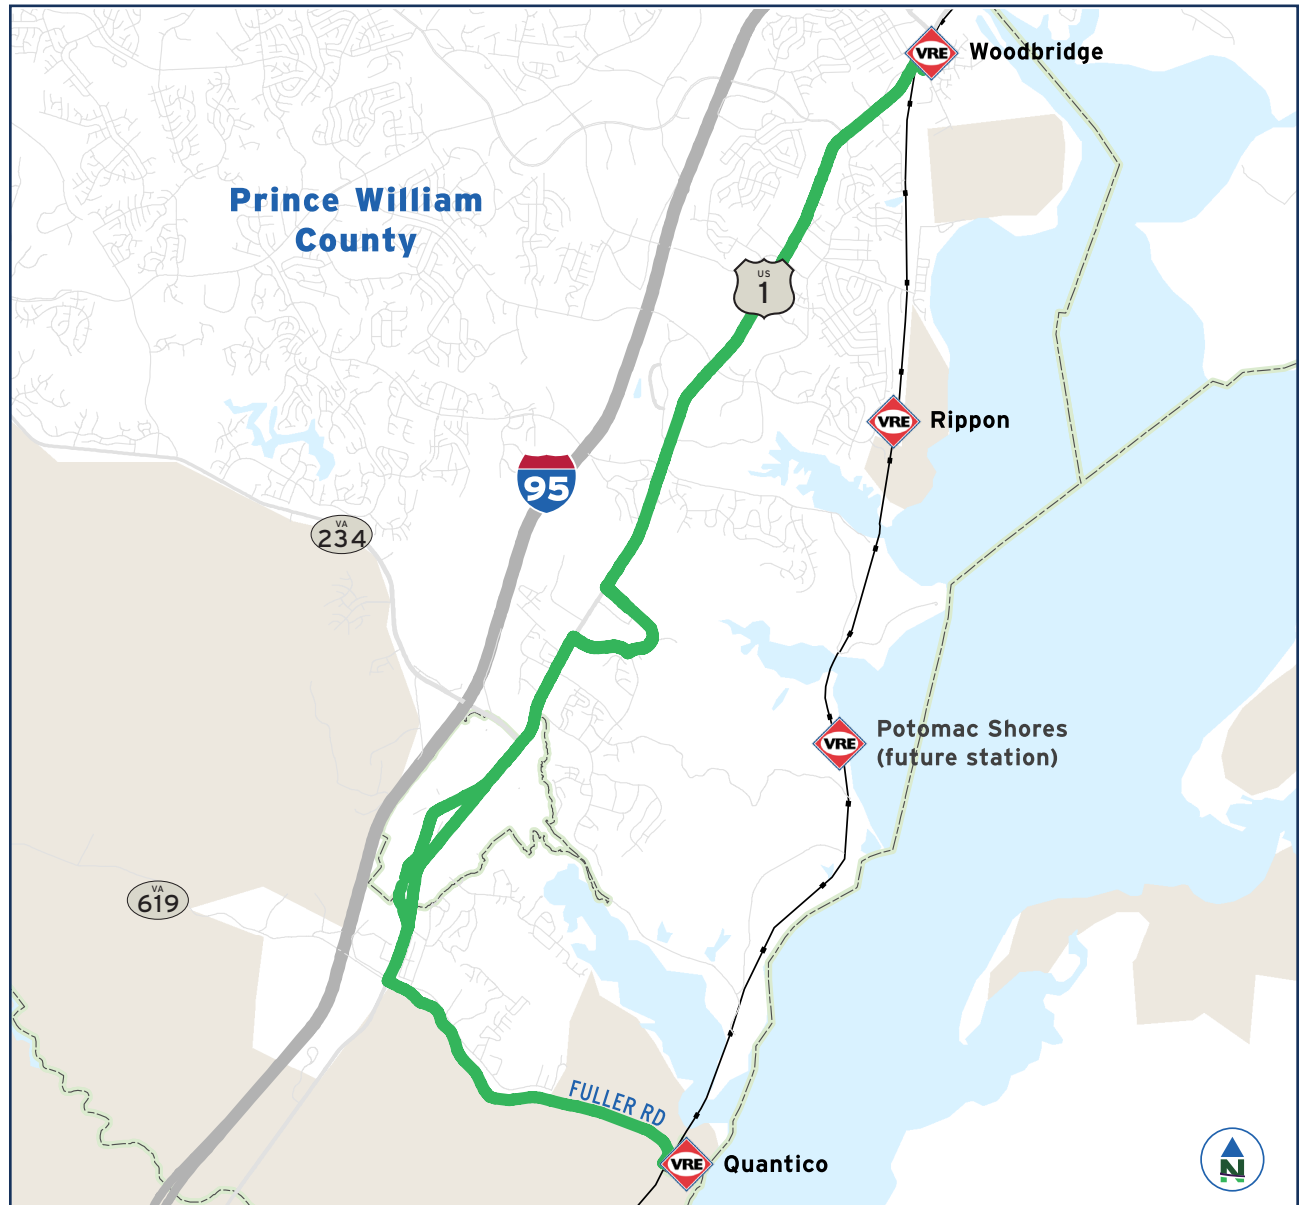 VRE
Woodbridge
Prince William
County
US
1
VRE
Rippon
95
VA
234
VRE
Potomac Shores
(future station)
VA
619
FULLER RD
VRE
Quantico
N